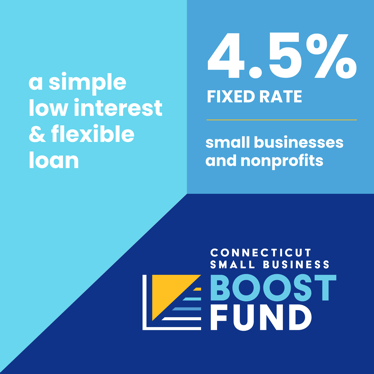 a simple
low interest
& flexible
loan
4.5%
FIXED RATE
small businesses
and nonprofits
CONNECTICUT
SMALL BUSINESS
BOOST
FUND